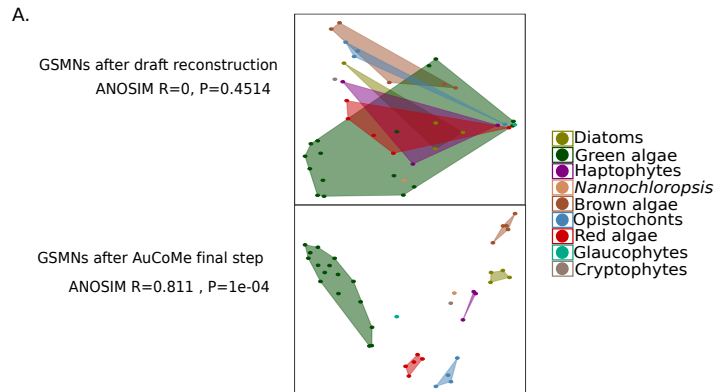 A.
GSMNs after draft reconstruction
ANOSIM R=0, P=0.4514
GSMNs after AuCoMe final step
ANOSIM R=0.811 , P=1e-04
Diatoms
Green algae
Haptophytes
Nannochloropsis
Brown algae
Opistochonts
Red algae
Glaucophytes
Cryptophytes